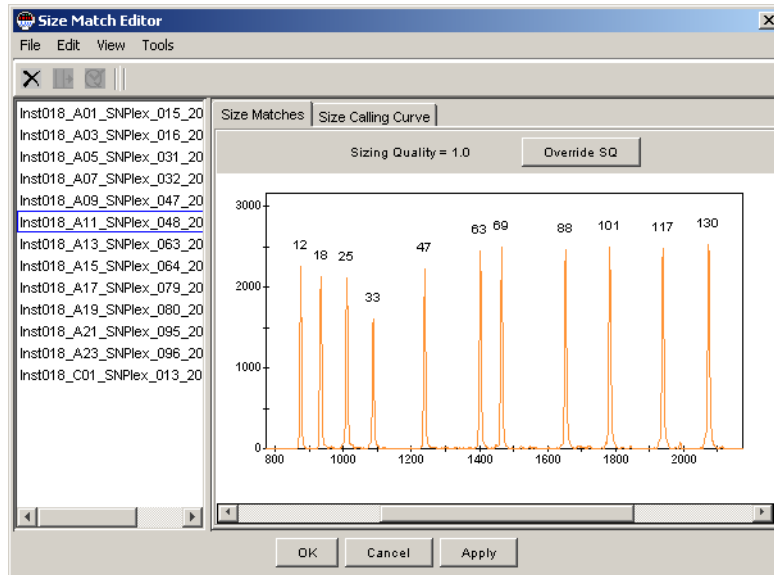 Size Match Editor
File Edit View Tools
Inst018_A01_SNPlex_015_20
Inst018_A03_SNPlex_016_20
Inst018_A05_SNPlex_031_20
Inst018_A07_SNPlex_032_20
Inst018_A09_SNPlex_047_20
Inst018_A11_SNPlex_048_20
Inst018_A13_SNPlex_063_20
Inst018_A15_SNPlex_064_20
Inst018_A17_SNPlex_079_20
Inst018_A19_SNPlex_080_20
Inst018_A21_SNPlex_095_20
Inst018_A23_SNPlex_096_20
Inst018_C01_SNPlex_013_20
Size Matches Size Calling Curve
Sizing Quality = 1.0 Override SQ
3000
2000
1000
0
12 18 25 33 47 63 69 88 101 117 130
800 1000 1200 1400 1600 1800 2000
OK Cancel Apply